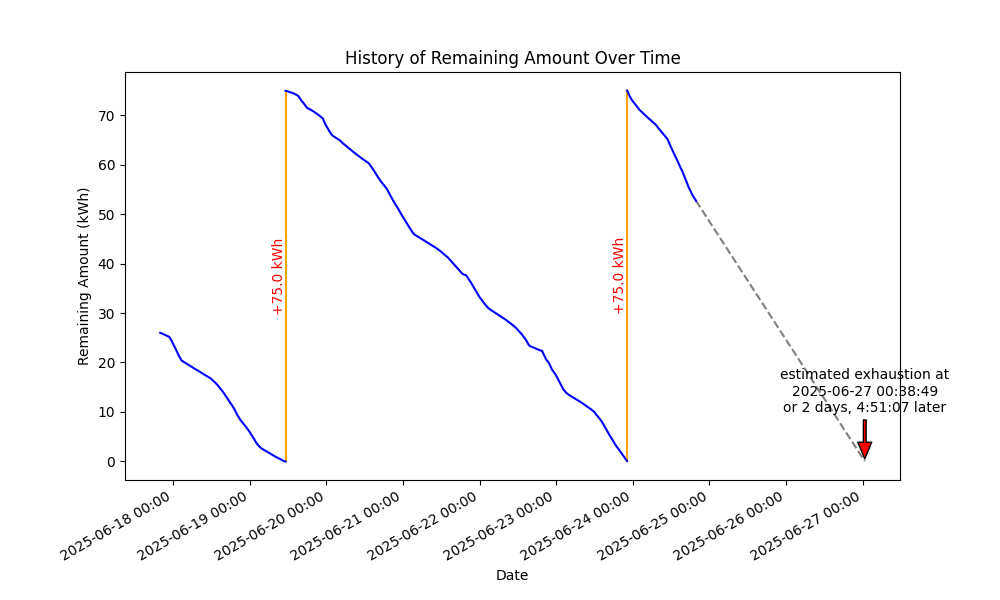 History of Remaining Amount Over Time
Remaining Amount (kWh)
70
60
50
40
30
20
10
0
+75.0 kWh
+75.0 kWh
estimated exhaustion at
2025-06-27 00:38:49
or 2 days, 4:51:07 later
2025-06-18 00:00
2025-06-19 00:00
2025-06-20 00:00
2025-06-21 00:00
2025-06-22 00:00
2025-06-23 00:00
2025-06-24 00:00
2025-06-25 00:00
2025-06-26 00:00
2025-06-27 00:00
Date